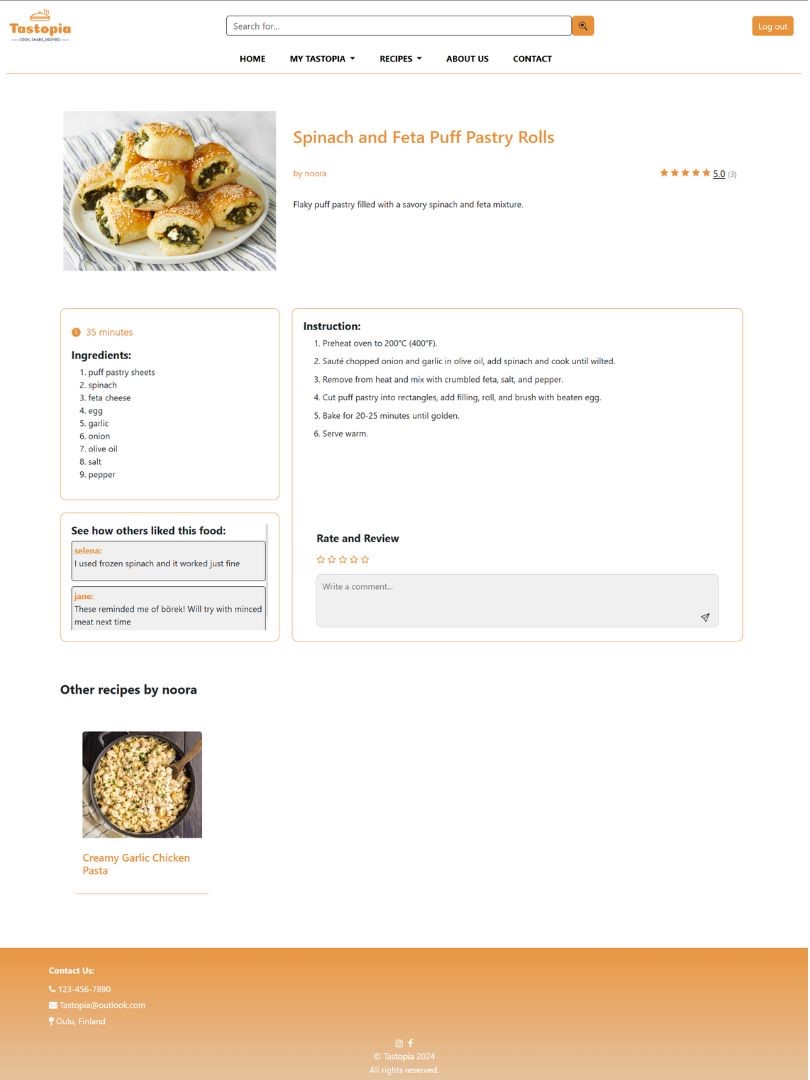 Tastopia
COOK, SHARE, INSPIRE
Search for...
Log out
HOME
MY TASTOPIA
RECIPES
ABOUT US
CONTACT
Spinach and Feta Puff Pastry Rolls
by noora
5.0 (3)
Flaky puff pastry filled with a savory spinach and feta mixture.
35 minutes
Ingredients:
1. puff pastry sheets
2. spinach
3. feta cheese
4. egg
5. garlic
6. onion
7. olive oil
8. salt
9. pepper
Instruction:
1. Preheat oven to 200°C (400°F).
2. Sauté chopped onion and garlic in olive oil, add spinach and cook until wilted.
3. Remove from heat and mix with crumbled feta, salt, and pepper.
4. Cut puff pastry into rectangles, add filling, roll, and brush with beaten egg.
5. Bake for 20-25 minutes until golden.
6. Serve warm.
See how others liked this food:
selena:
I used frozen spinach and it worked just fine
jane:
These reminded me of börek! Will try with minced
meat next time
Rate and Review
Write a comment...
Other recipes by noora
Creamy Garlic Chicken
Pasta
Contact Us:
123-456-7890
Tastopia@outlook.com
Oulu, Finland
© Tastopia 2024
All rights reserved.